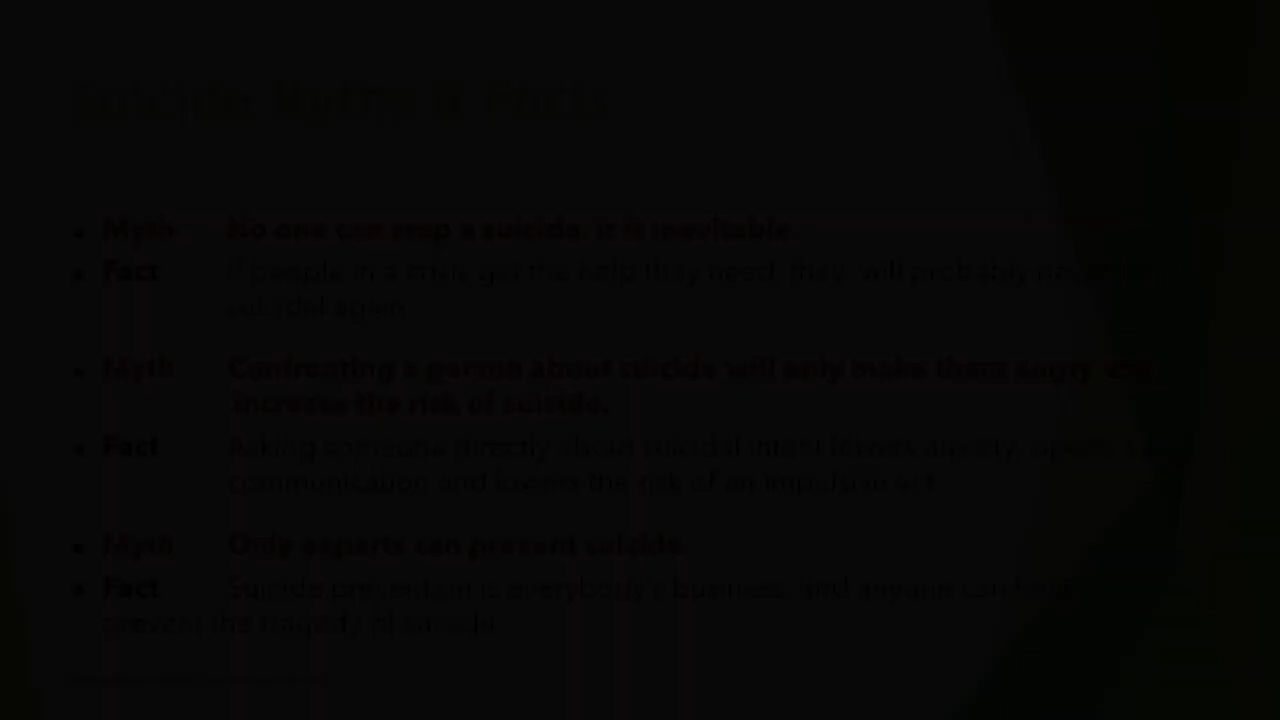 Suicide Myths & Facts
• Myth No one can stop a suicide. It is inevitable.
• Fact If people in a crisis get the help they need, they will probably never be
suicidal again.
• Myth Confronting a person about suicide will only make them angry and
increase the risk of suicide.
• Fact Asking someone directly about suicidal intent lowers anxiety, opens up
communication and lowers the risk of an impulsive act.
• Myth Only experts can prevent suicide.
• Fact Suicide prevention is everybody's business, and anyone can help
prevent the tragedy of suicide.